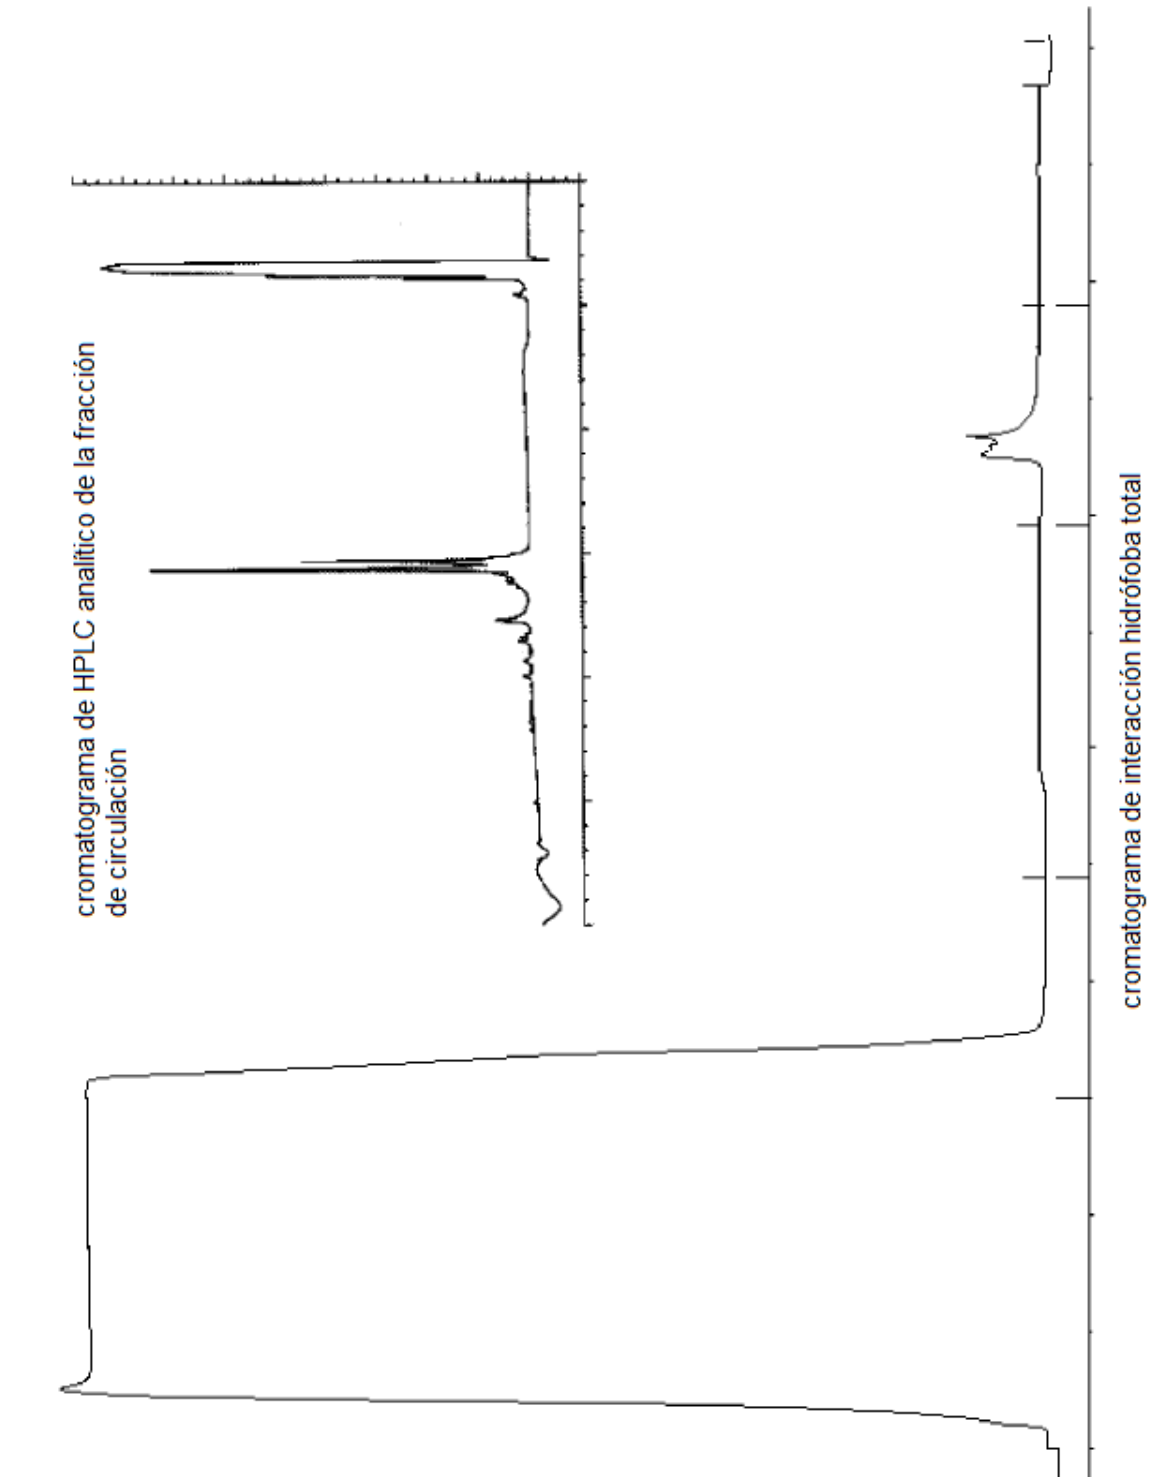 cromatograma de HPLC analítico de la fracción
de circulación
cromatograma de interacción hidrófoba total